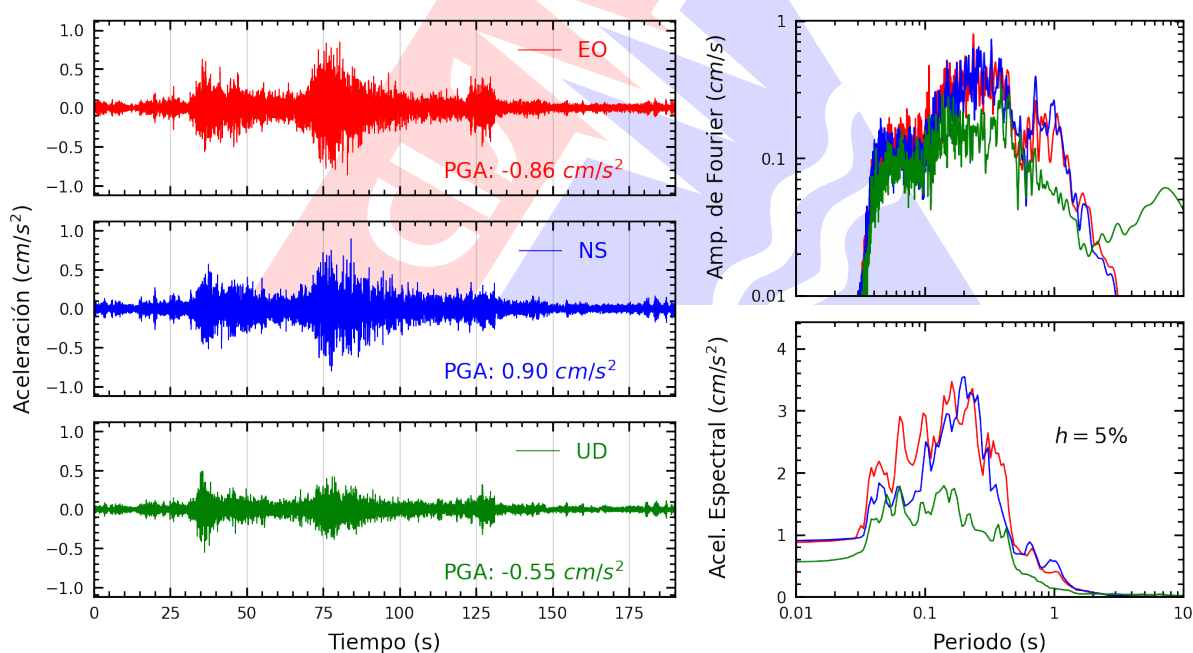 1.0
0.5
0.0
−0.5
−1.0
EO
PGA: -0.86 cm/s²
1.0
0.5
0.0
−0.5
−1.0
NS
PGA: 0.90 cm/s²
1.0
0.5
0.0
−0.5
−1.0
UD
PGA: -0.55 cm/s²
0 25 50 75 100 125 150 175
Tiempo (s)
Aceleración (cm/s²)
1
0.1
0.01
Amp. de Fourier (cm/s)
4
3
2
1
0
h = 5%
Acel. Espectral (cm/s²)
0.01 0.1 1 10
Periodo (s)